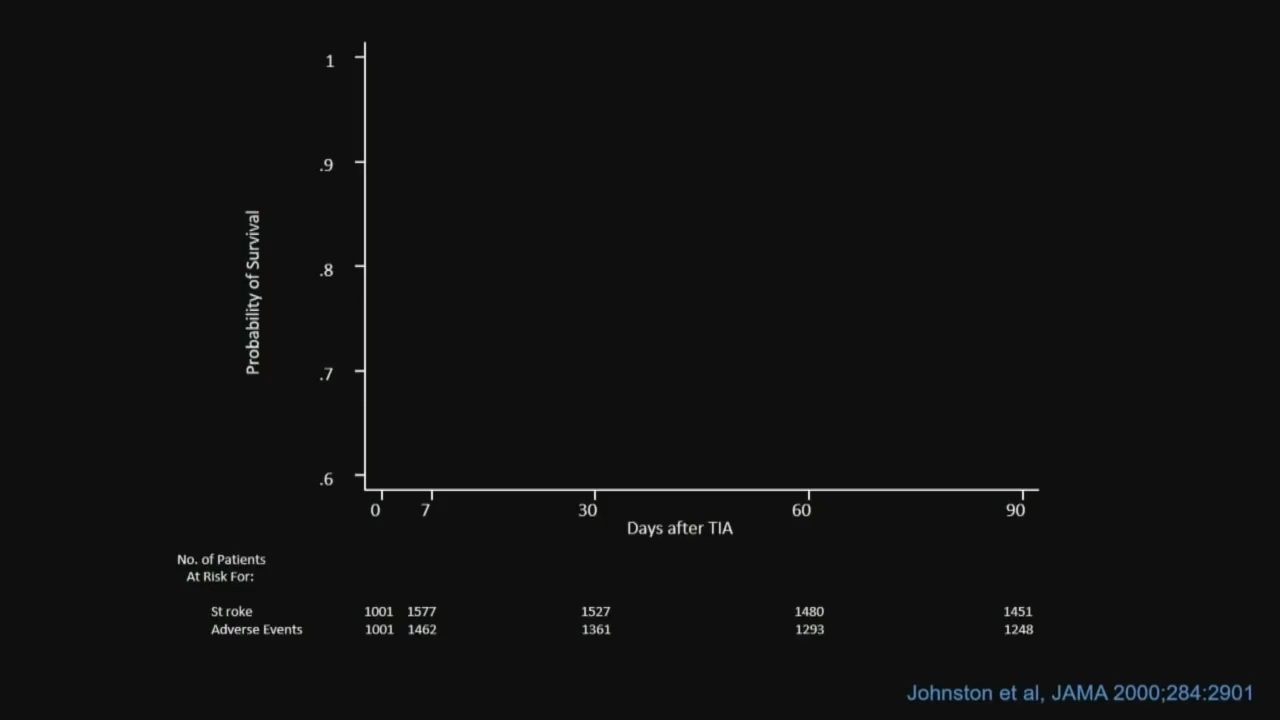 1
.9
.8
.7
.6
Probability of Survival
0 7 30 60 90
Days after TIA
No. of Patients
At Risk For:
St roke 1001 1577 1527 1480 1451
Adverse Events 1001 1462 1361 1293 1248
Johnston et al, JAMA 2000;284:2901